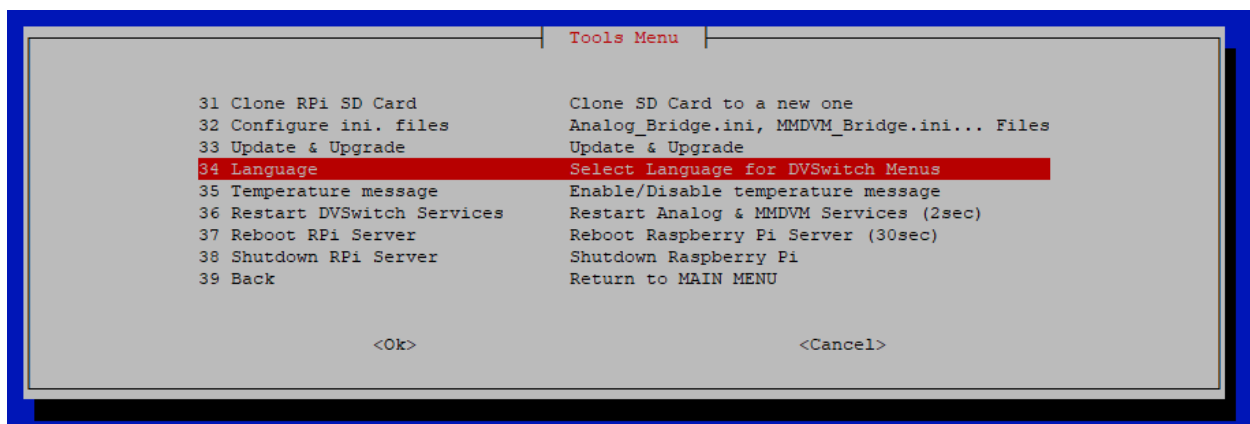 Tools Menu
31 Clone RPi SD Card Clone SD Card to a new one
32 Configure ini. files Analog_Bridge.ini, MMDVM_Bridge.ini... Files
33 Update & Upgrade Update & Upgrade
34 Language Select Language for DVSwitch Menus
35 Temperature message Enable/Disable temperature message
36 Restart DVSwitch Services Restart Analog & MMDVM Services (2sec)
37 Reboot RPi Server Reboot Raspberry Pi Server (30sec)
38 Shutdown RPi Server Shutdown Raspberry Pi
39 Back Return to MAIN MENU
<Ok> <Cancel>